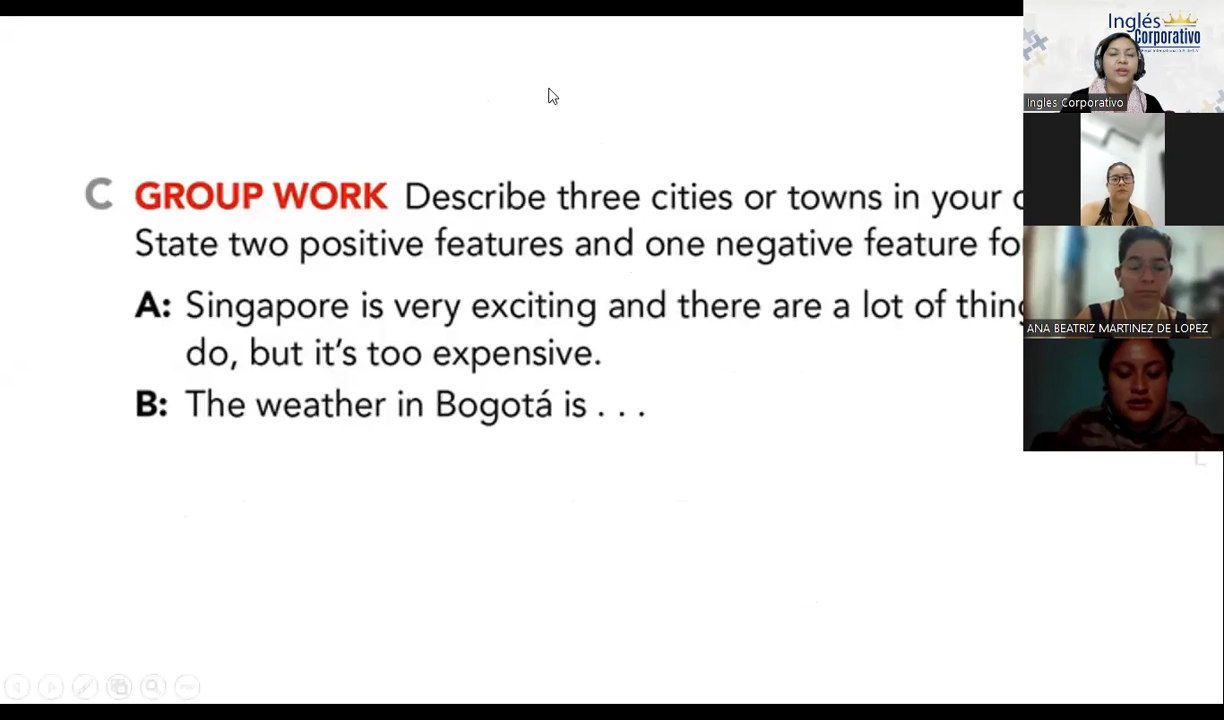 C GROUP WORK Describe three cities or towns in your
State two positive features and one negative feature
A: Singapore is very exciting and there are a lot of
do, but it's too expensive.
B: The weather in Bogotá is . . .
Inglés
Corporativo
Ingles Corporativo
ANA BEATRIZ MARTINEZ DE LOPEZ